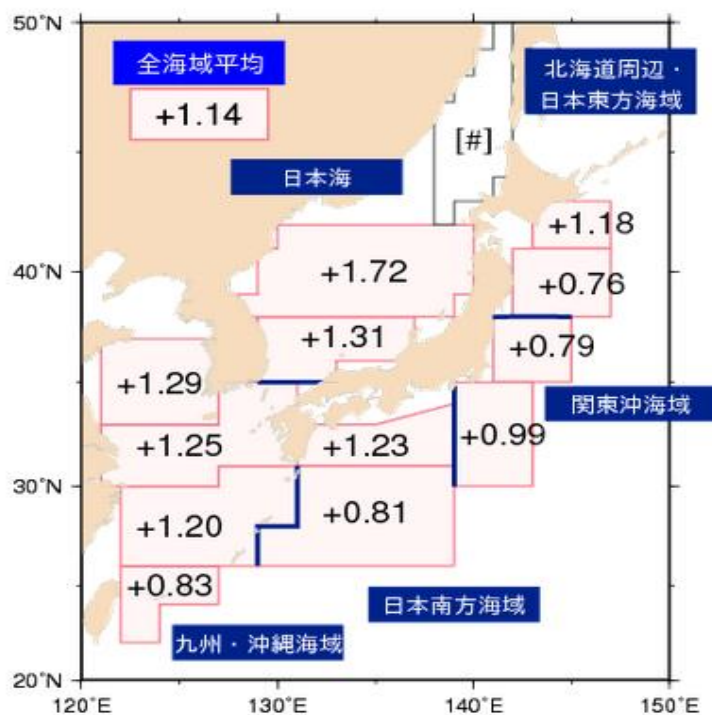 50°N
全海域平均
+1.14
北海道周辺・
日本東方海域
[#]
日本海
+1.18
40°N
+1.72
+0.76
+1.31
+0.79
+1.29
関東沖海域
+1.25
+1.23
+0.99
30°N
+1.20
+0.81
+0.83
日本南方海域
九州・沖縄海域
20°N
120°E
130°E
140°E
150°E